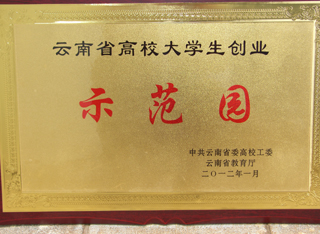 云南省高校大学生创业
示范园
中共云南省委高校工委
云南省教育厅
二〇一二年一月